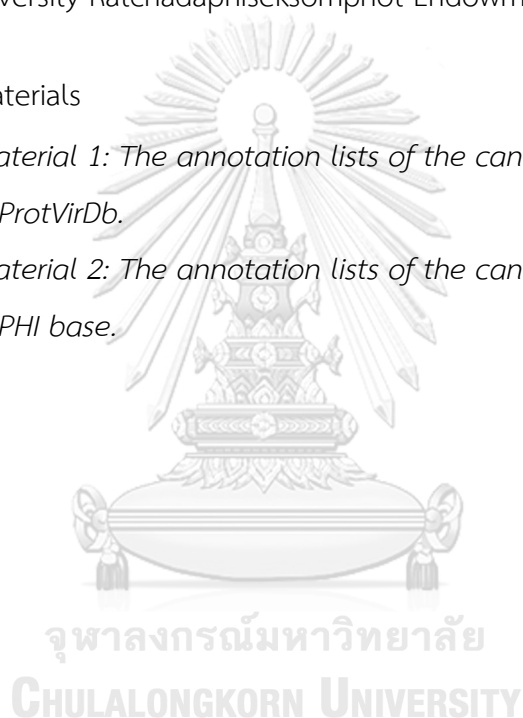 versity Ratchadaphiseksomphot Endowm
aterials
aterial 1: The annotation lists of the can
ProtVirDb.
aterial 2: The annotation lists of the can
PHI base.
จุฬาลงกรณ์มหาวิทยาลัย
CHULALONGKORN UNIVERSITY